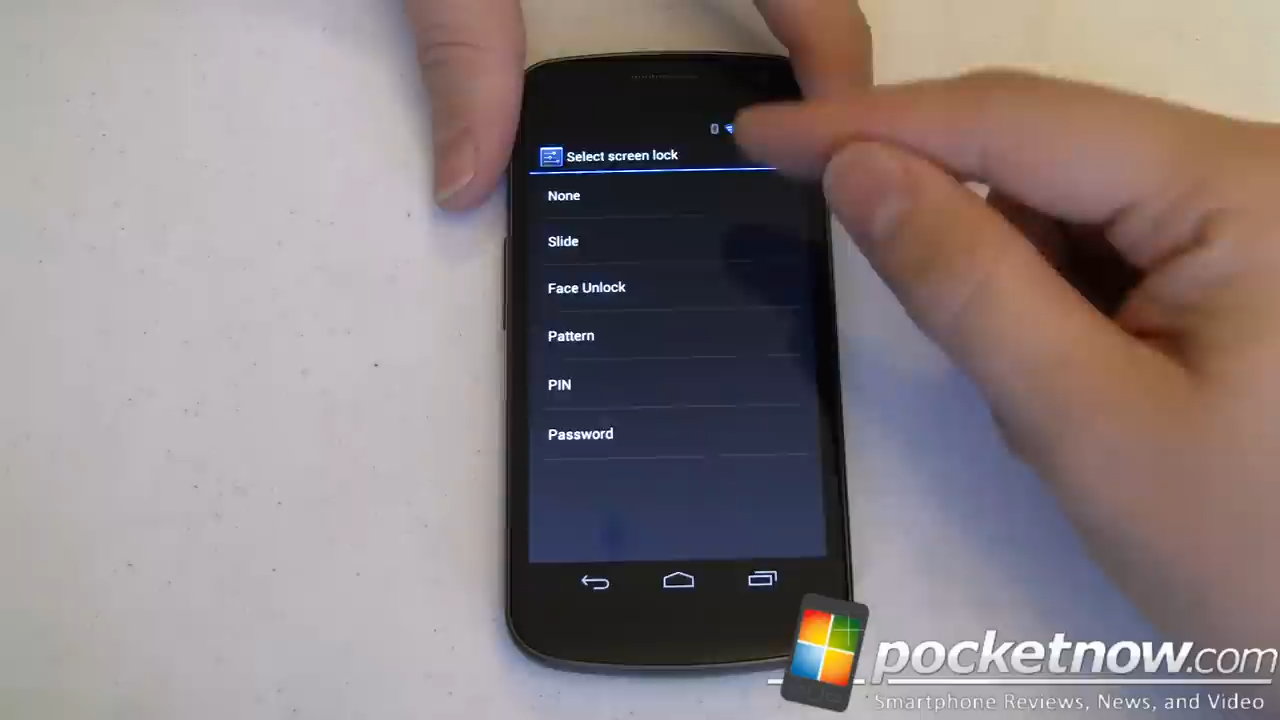 Select screen lock
None
Slide
Face Unlock
Pattern
PIN
Password
pocketnow.com
Smartphone Reviews, News, and Video